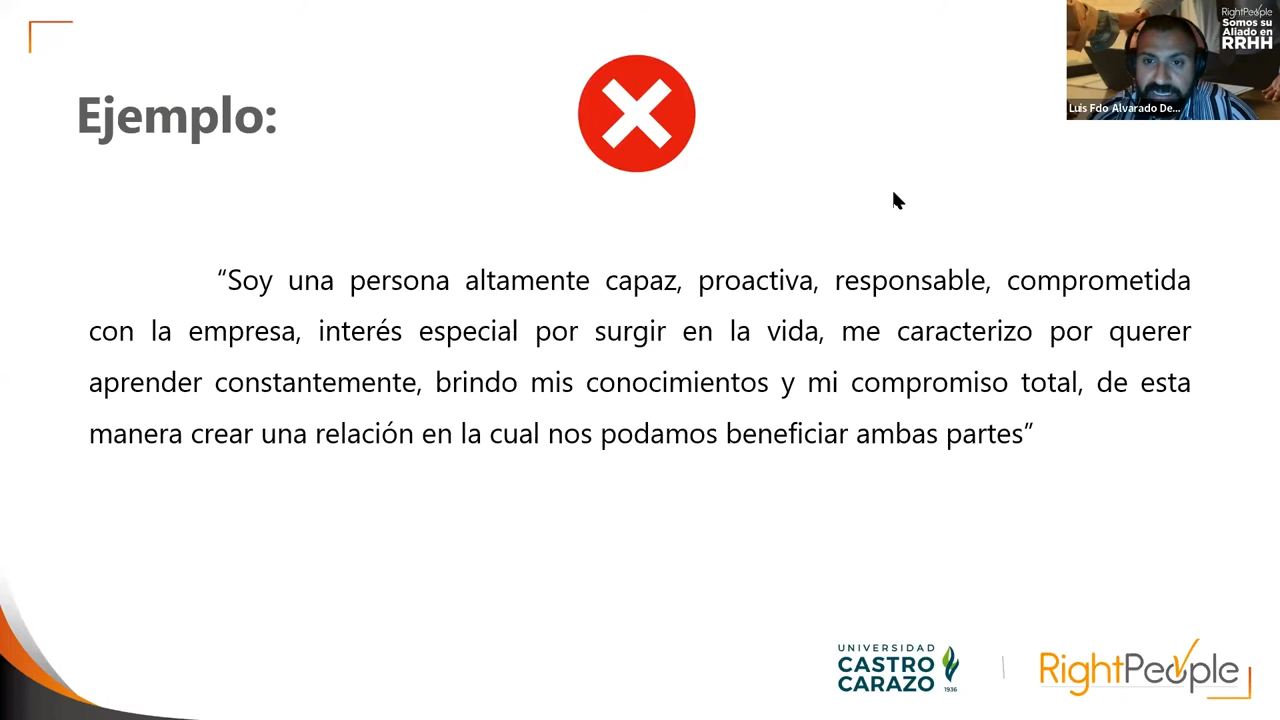 RightPeople
Somos su
Aliado en
RRHH
Luis Fdo Alvarado De...
Ejemplo:
“Soy una persona altamente capaz, proactiva, responsable, comprometida
con la empresa, interés especial por surgir en la vida, me caracterizo por querer
aprender constantemente, brindo mis conocimientos y mi compromiso total, de esta
manera crear una relación en la cual nos podamos beneficiar ambas partes”
UNIVERSIDAD
CASTRO
CARAZO
1936
RightPeople